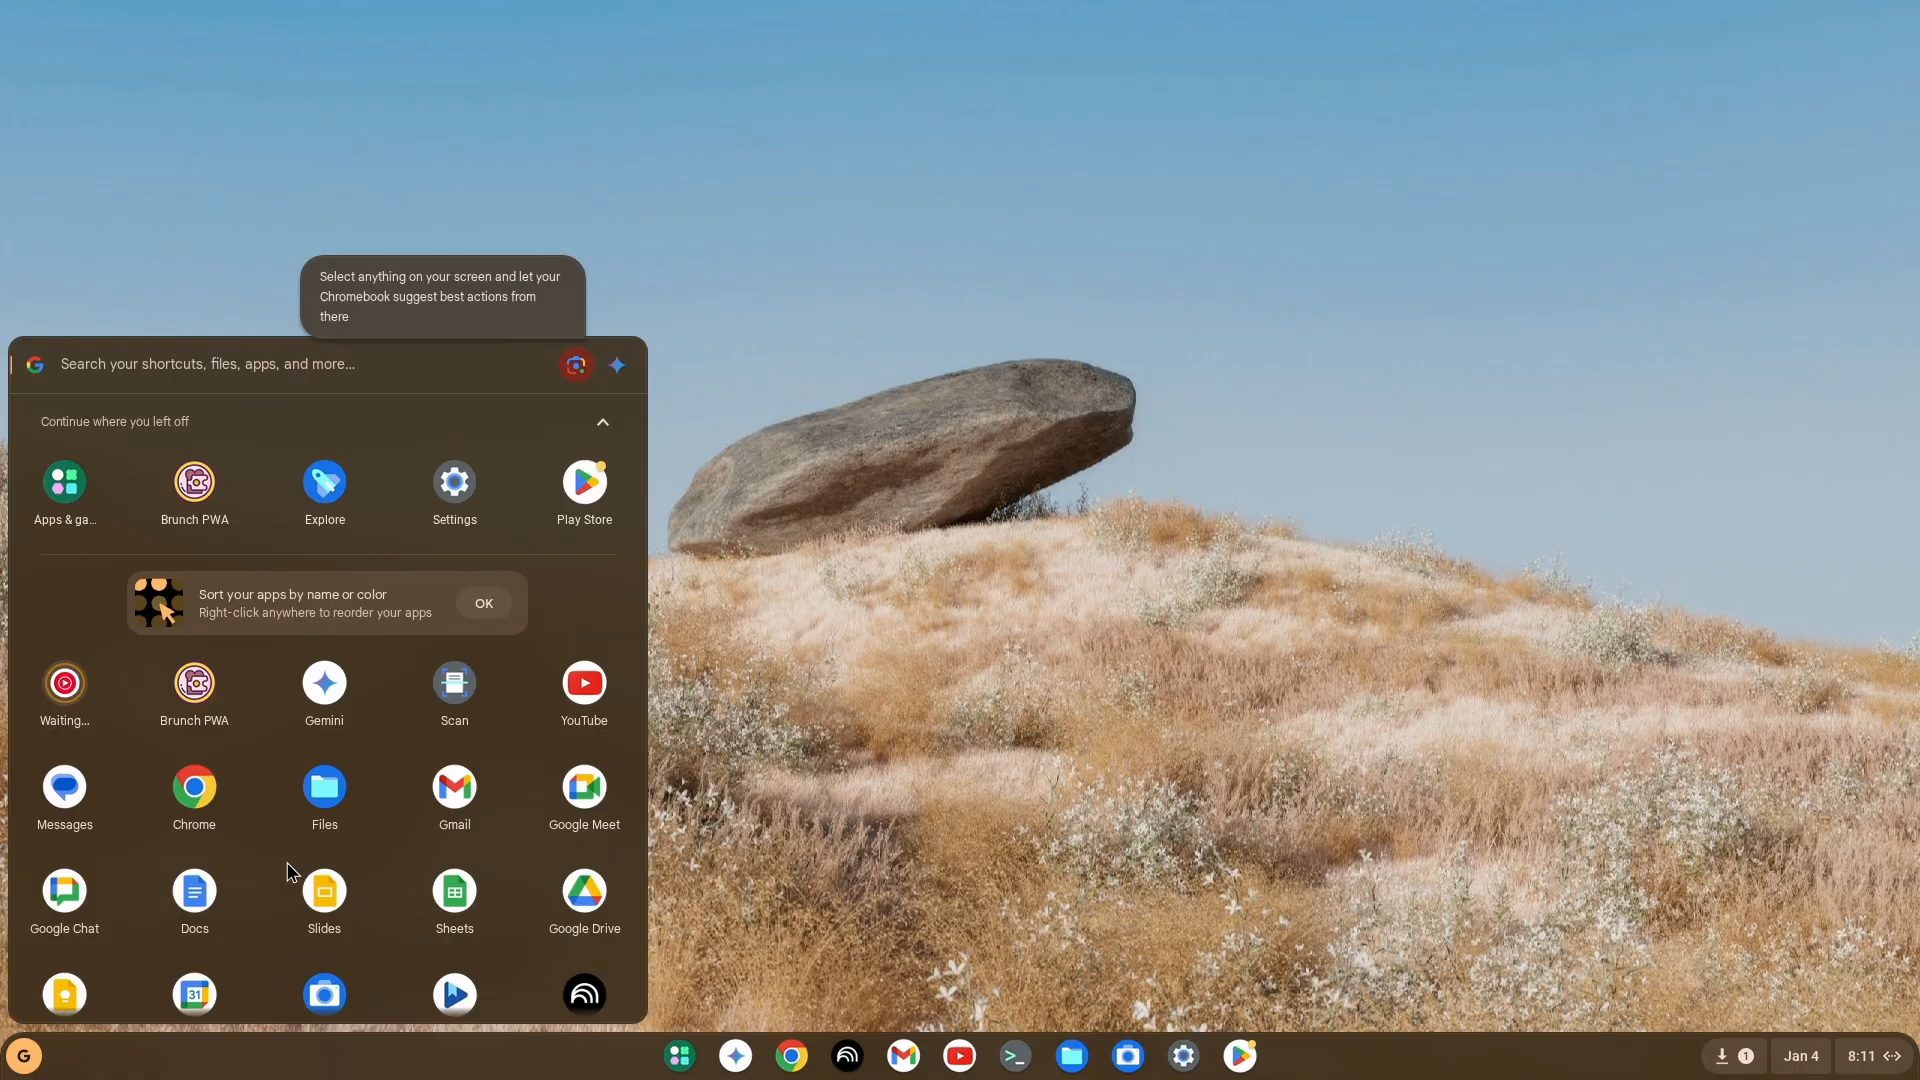 Select anything on your screen and let your
Chromebook suggest best actions from
there
Search your shortcuts, files, apps, and more...
Continue where you left off
Apps & ga...
Brunch PWA
Explore
Settings
Play Store
Sort your apps by name or color
Right-click anywhere to reorder your apps
OK
Waiting...
Brunch PWA
Gemini
Scan
YouTube
Messages
Chrome
Files
Gmail
Google Meet
Google Chat
Docs
Slides
Sheets
Google Drive
31
G
>_
1
Jan 4
8:11